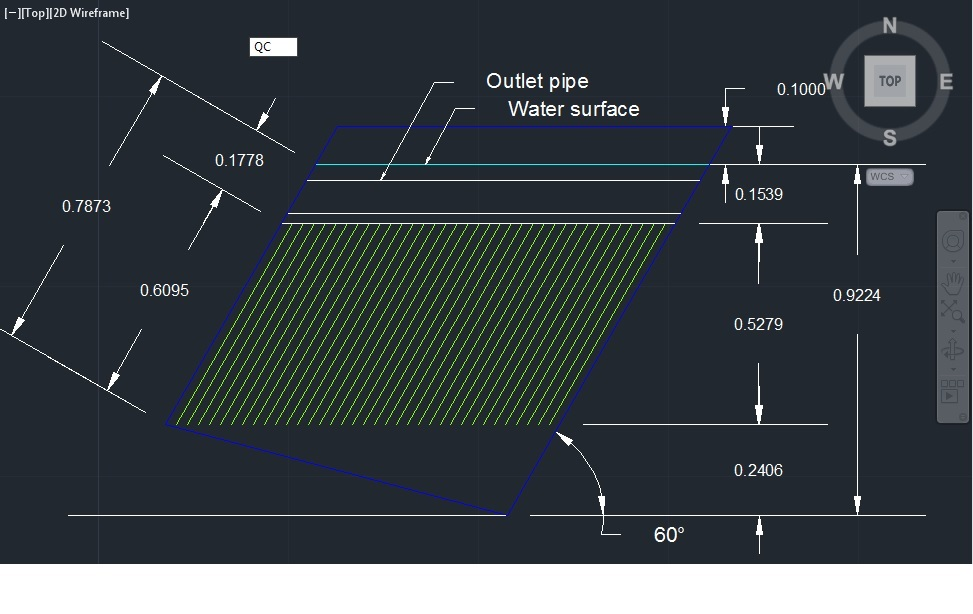 [−][Top][2D Wireframe]
N
QC
Outlet pipe
W
TOP
E
0.1000
Water surface
S
0.1778
WCS
0.1539
0.7873
0.6095
0.9224
0.5279
0.2406
60°